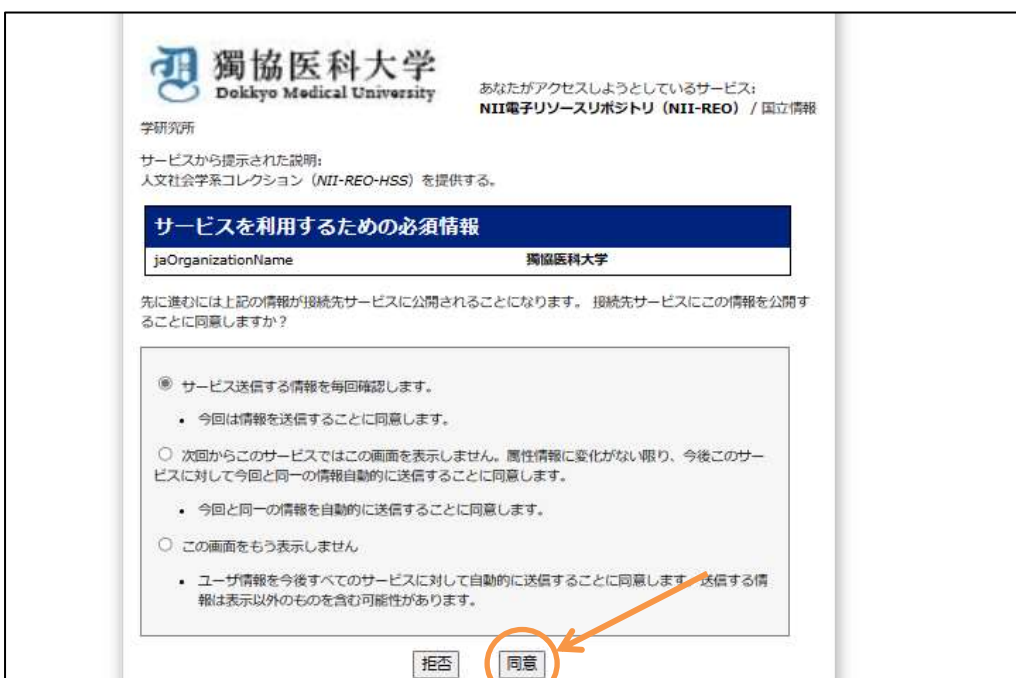 獨協医科大学
Dokkyo Medical University
あなたがアクセスしようとしているサービス:
NII電子リソースリポジトリ（NII-REO） / 国立情報
学研究所
サービスから提示された説明:
人文社会学系コレクション（NII-REO-HSS）を提供する。
サービスを利用するための必須情報
jaOrganizationName 獨協医科大学
先に進むには上記の情報が接続先サービスに公開されることになります。 接続先サービスにこの情報を公開す
ることに同意しますか？
サービス送信する情報を毎回確認します。
今回は情報を送信することに同意します。
次回からこのサービスではこの画面を表示しません。属性情報に変化がない限り、今後このサー
ビスに対して今回と同一の情報自動的に送信することに同意します。
今回と同一の情報を自動的に送信することに同意します。
この画面をもう表示しません
ユーザ情報を今後すべてのサービスに対して自動的に送信することに同意します。送信する情
報は表示以外のものを含む可能性があります。
拒否 同意